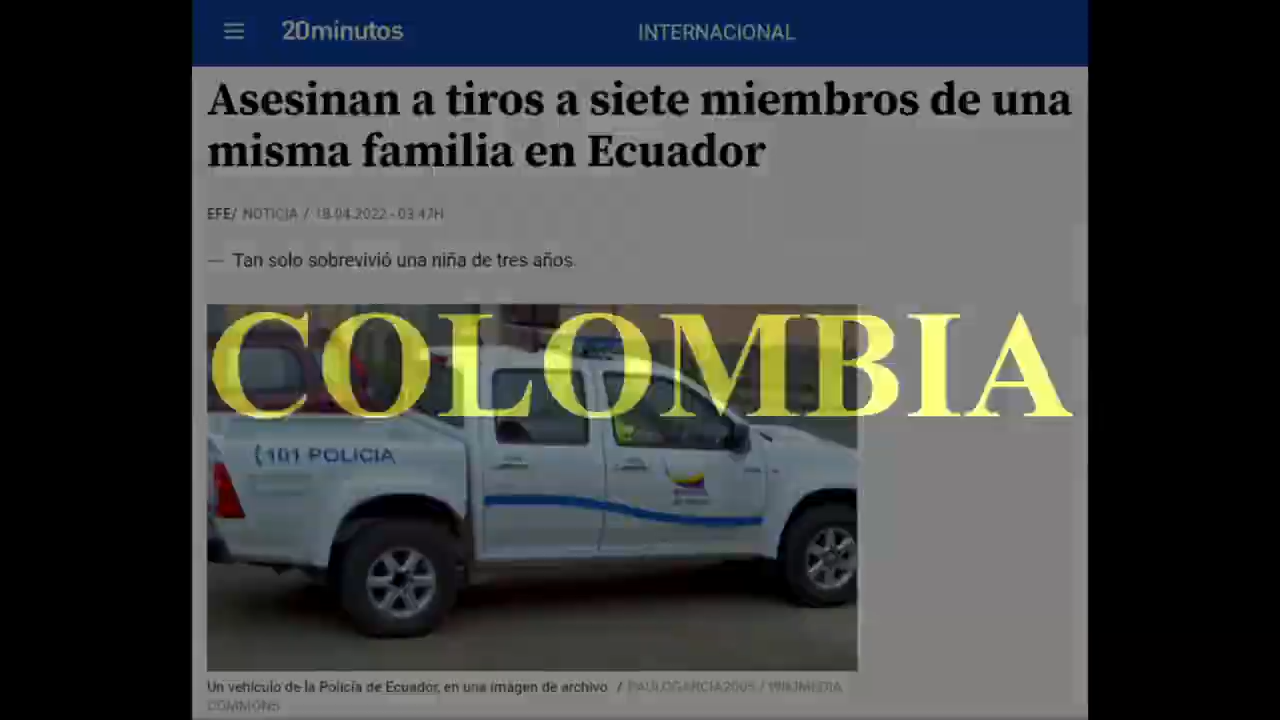 20minutos
INTERNACIONAL
Asesinan a tiros a siete miembros de una
misma familia en Ecuador
EFE/ NOTICIA / 18.04.2022 - 03:47H
— Tan solo sobrevivió una niña de tres años.
COLOMBIA
101 POLICIA
Un vehículo de la Policía de Ecuador, en una imagen de archivo. / PAULOGARCIA2005 / WIKIMEDIA
COMMONS